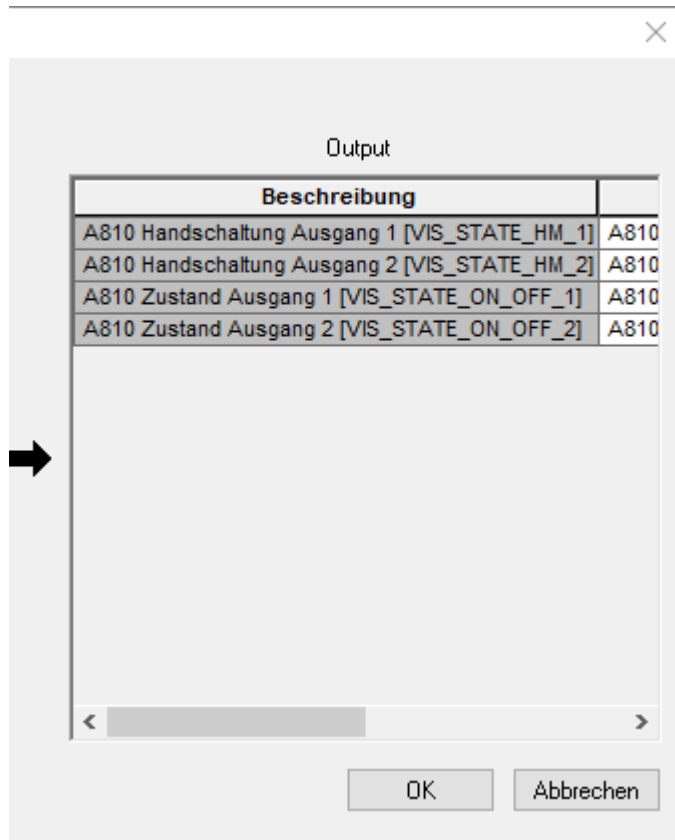 Output
Beschreibung
A810 Handschaltung Ausgang 1 [VIS_STATE_HM_1] A810
A810 Handschaltung Ausgang 2 [VIS_STATE_HM_2] A810
A810 Zustand Ausgang 1 [VIS_STATE_ON_OFF_1] A810
A810 Zustand Ausgang 2 [VIS_STATE_ON_OFF_2] A810
OK Abbrechen